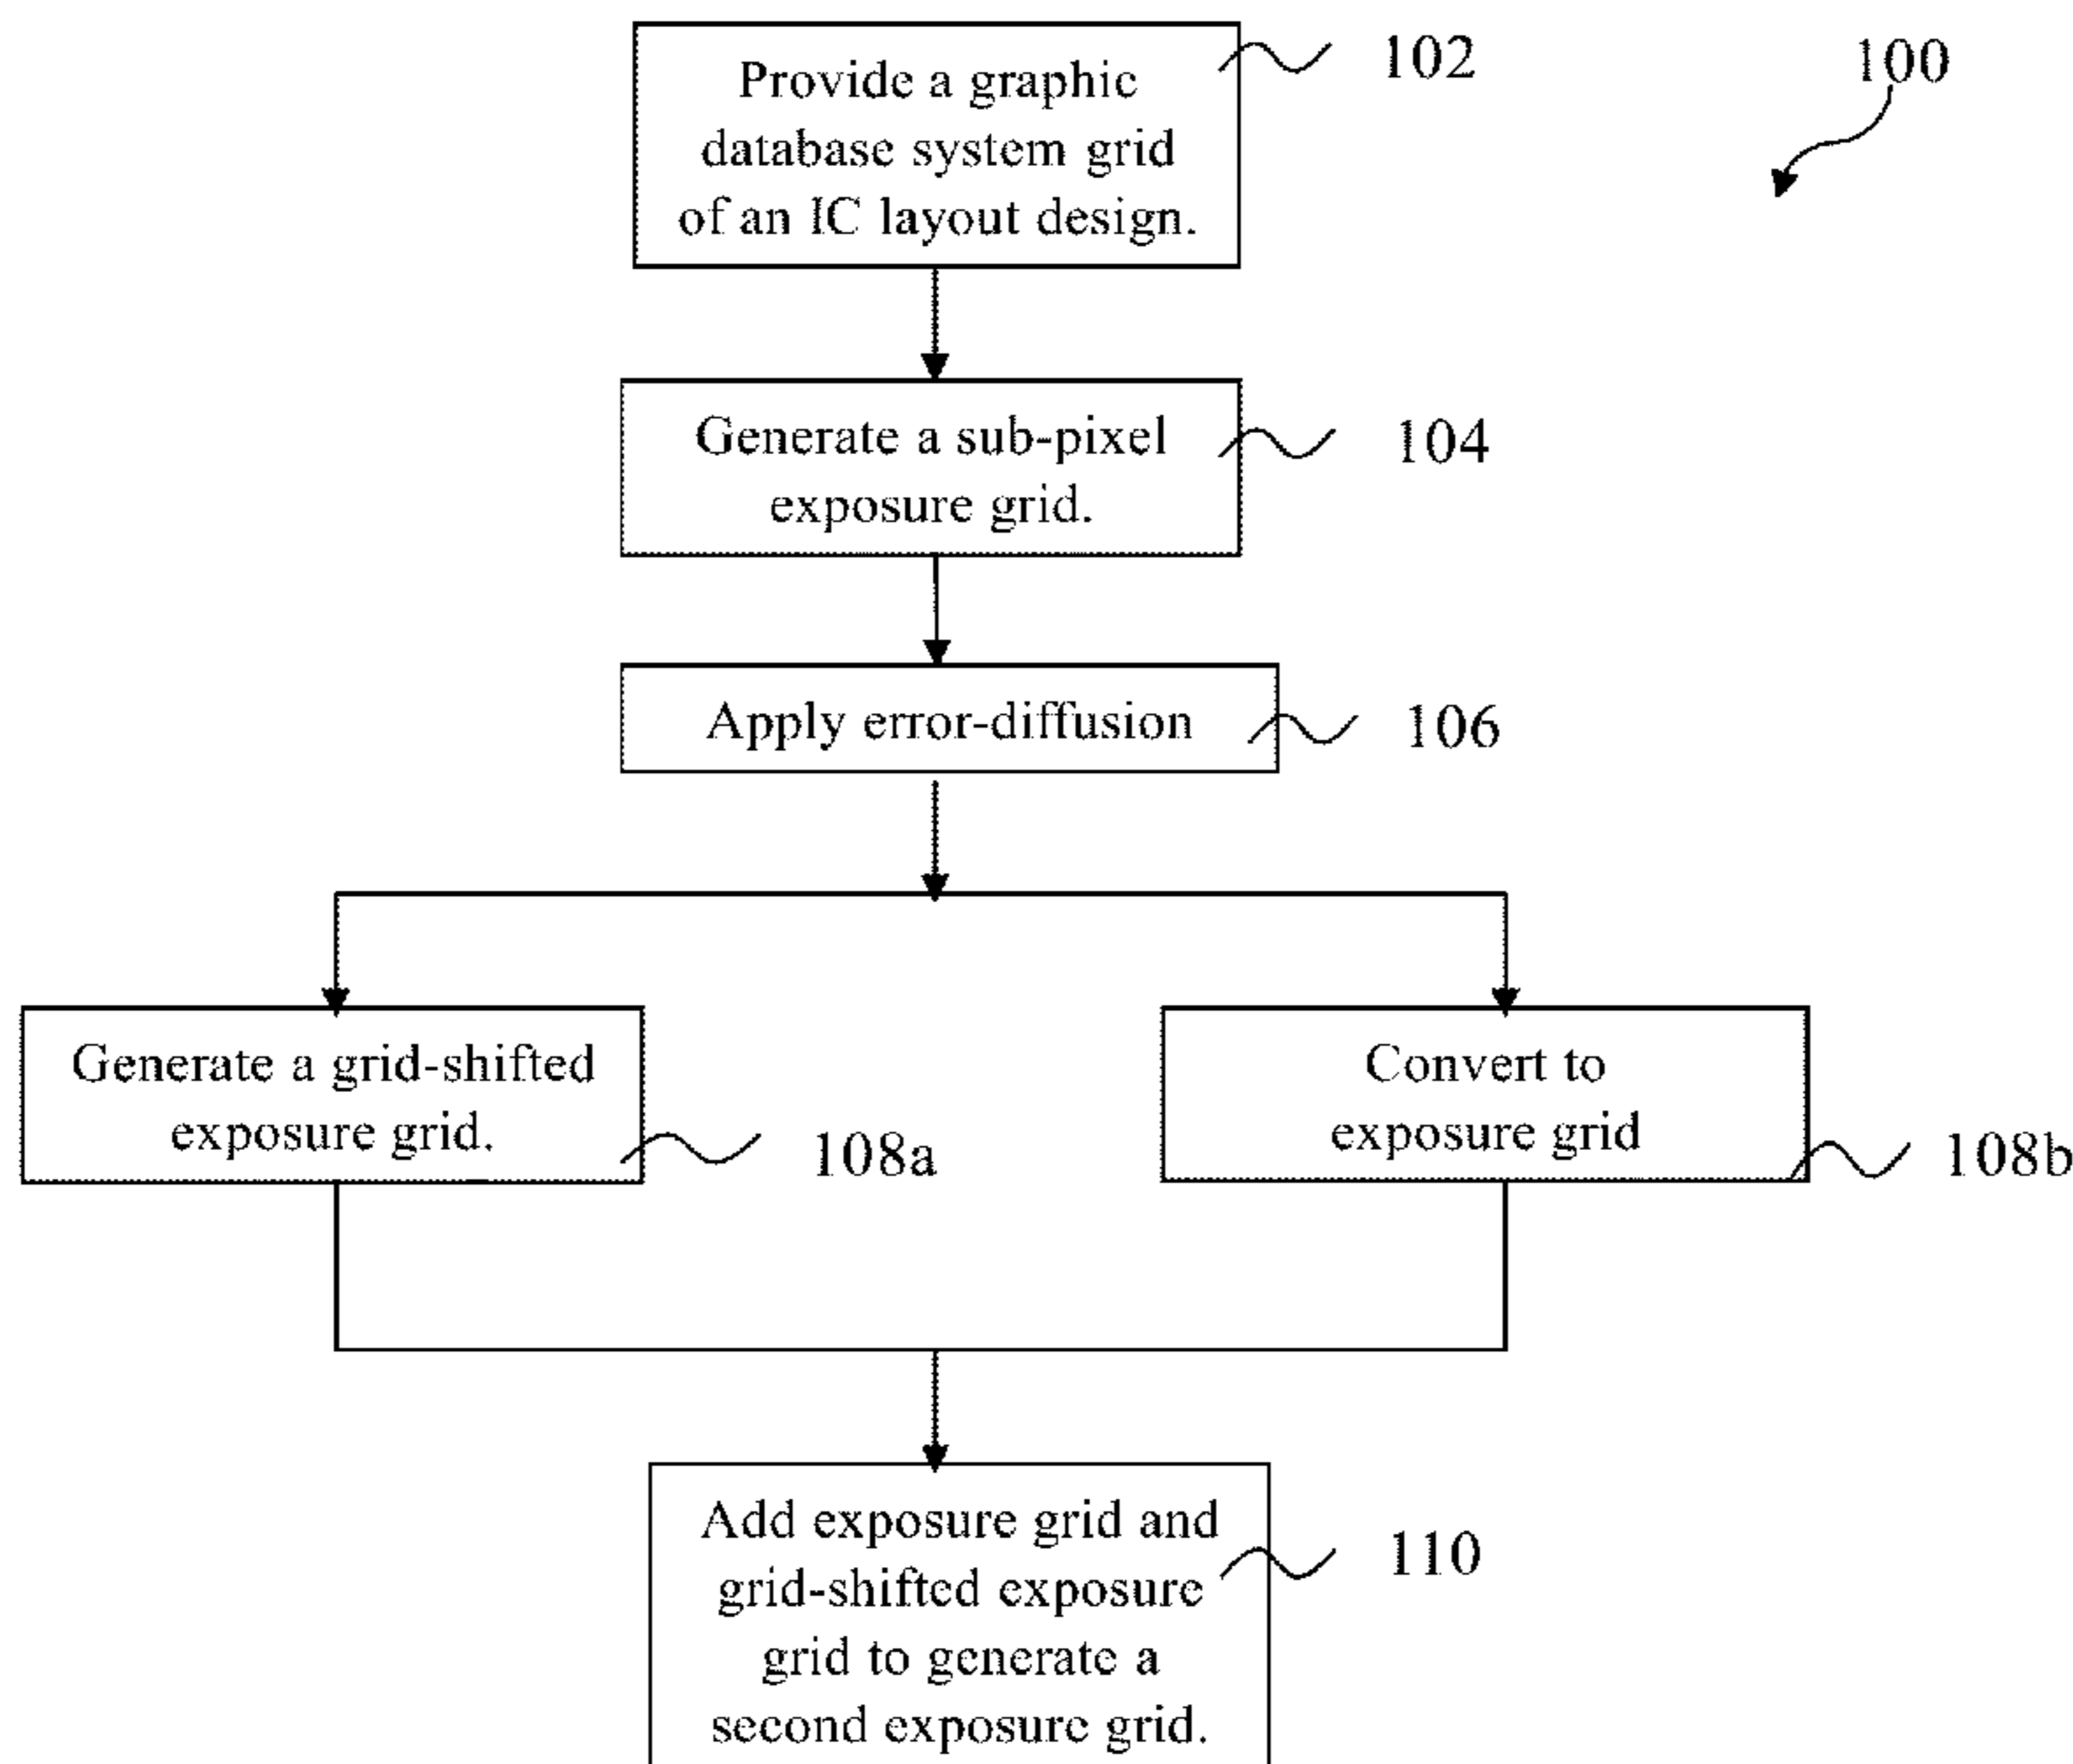 Provide a graphic
database system grid
of an IC layout design.
102
100
Generate a sub-pixel
exposure grid.
104
Apply error-diffusion
106
Generate a grid-shifted
exposure grid.
108a
Convert to
exposure grid
108b
Add exposure grid and
grid-shifted exposure
grid to generate a
second exposure grid.
110